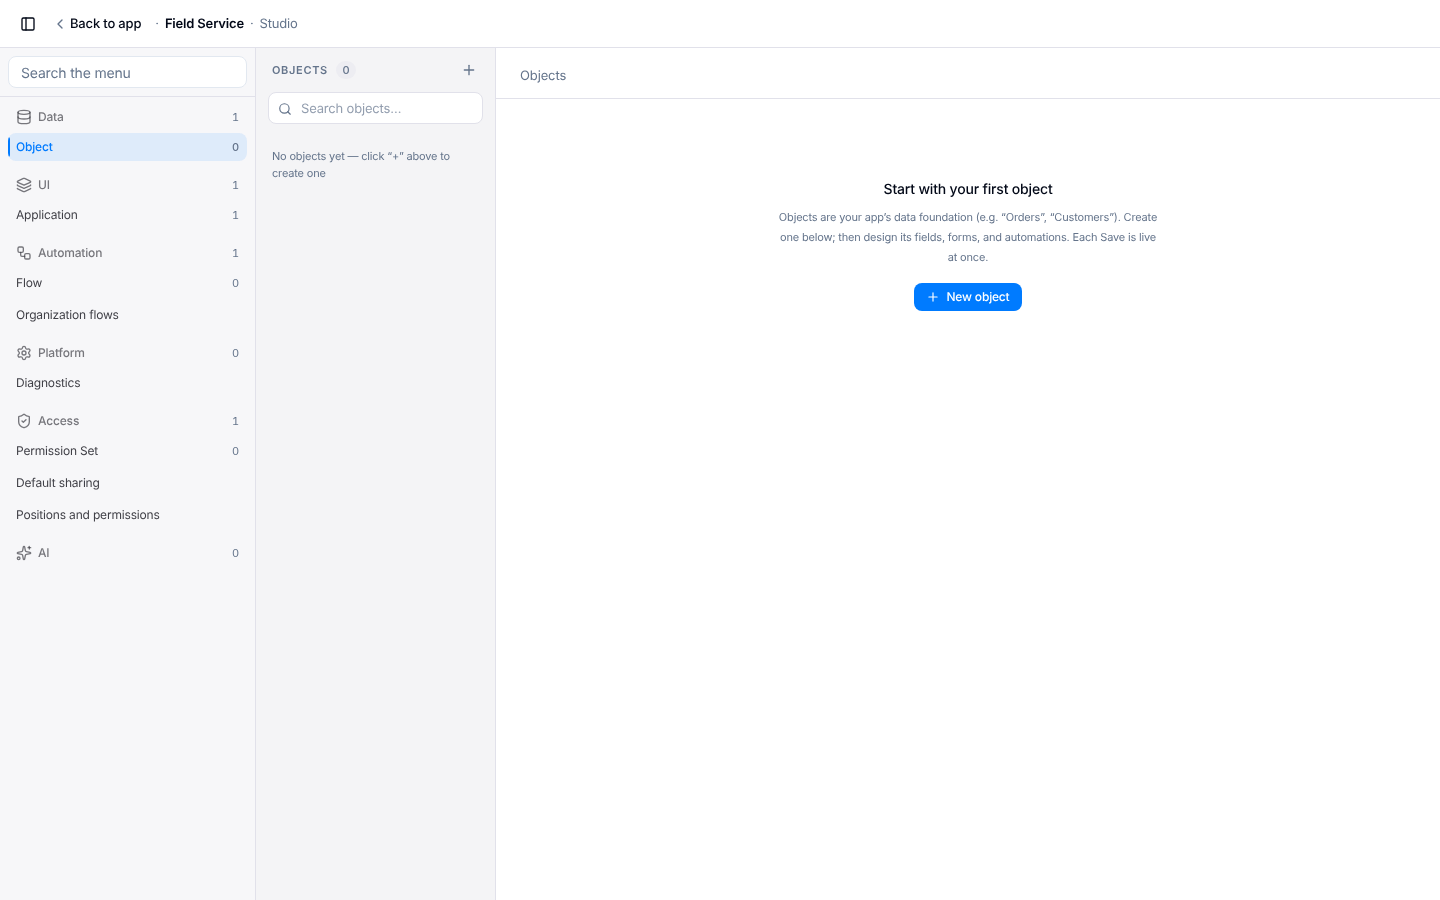 Back to app · Field Service · Studio
Search the menu
Data 1
Object 0
UI 1
Application 1
Automation 1
Flow 0
Organization flows
Platform 0
Diagnostics
Access 1
Permission Set 0
Default sharing
Positions and permissions
AI 0
OBJECTS 0
Search objects...
No objects yet — click “+” above to
create one
Objects
Start with your first object
Objects are your app’s data foundation (e.g. “Orders”, “Customers”). Create
one below; then design its fields, forms, and automations. Each Save is live
at once.
New object